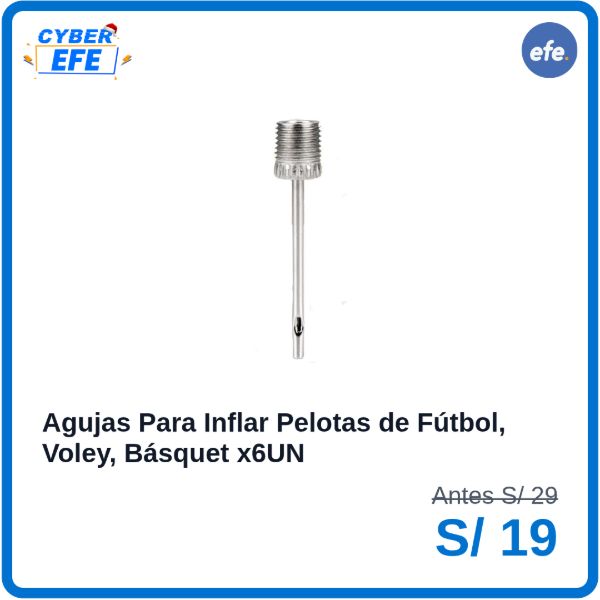 CYBER
EFE
efe.
Agujas Para Inflar Pelotas de Fútbol,
Voley, Básquet x6UN
Antes S/ 29
S/ 19